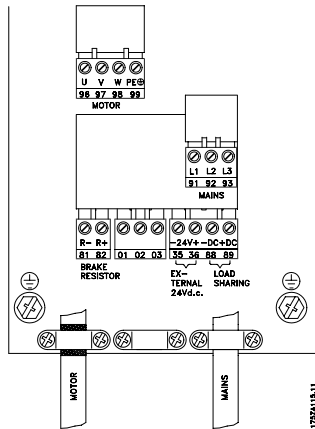 U V W PE
96 97 98 99
MOTOR
L1 L2 L3
91 92 93
MAINS
R- R+
81 82
BRAKE
RESISTOR
01 02 03
-24V+ -DC+DC
35 36 88 89
EX-
TERNAL
24Vd.c.
LOAD
SHARING
MOTOR
MAINS
175ZA115.11